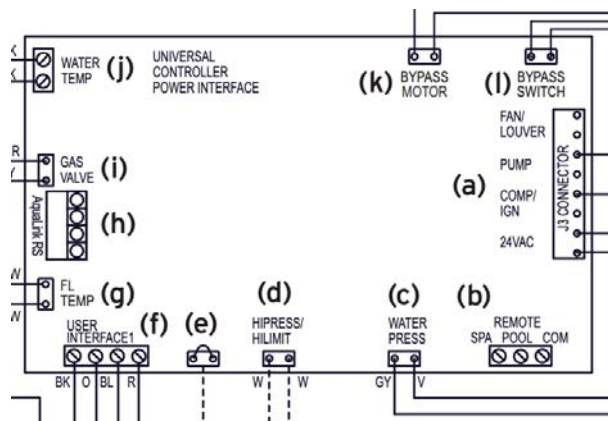 K
K
WATER
TEMP
(j)
UNIVERSAL
CONTROLLER
POWER INTERFACE
(k)
BYPASS
MOTOR
(l)
BYPASS
SWITCH
FAN/
LOUVER
PUMP
(a)
COMP/
IGN
24VAC
J3 CONNECTOR
R
Y
GAS
VALVE
(i)
AquaLink RS
(h)
W
W
FL
TEMP
(g)
USER
INTERFACE1
(f)
BK O BL R
(e)
(d)
HIPRESS/
HILIMIT
W W
(c)
WATER
PRESS
GY V
(b)
REMOTE
SPA POOL COM